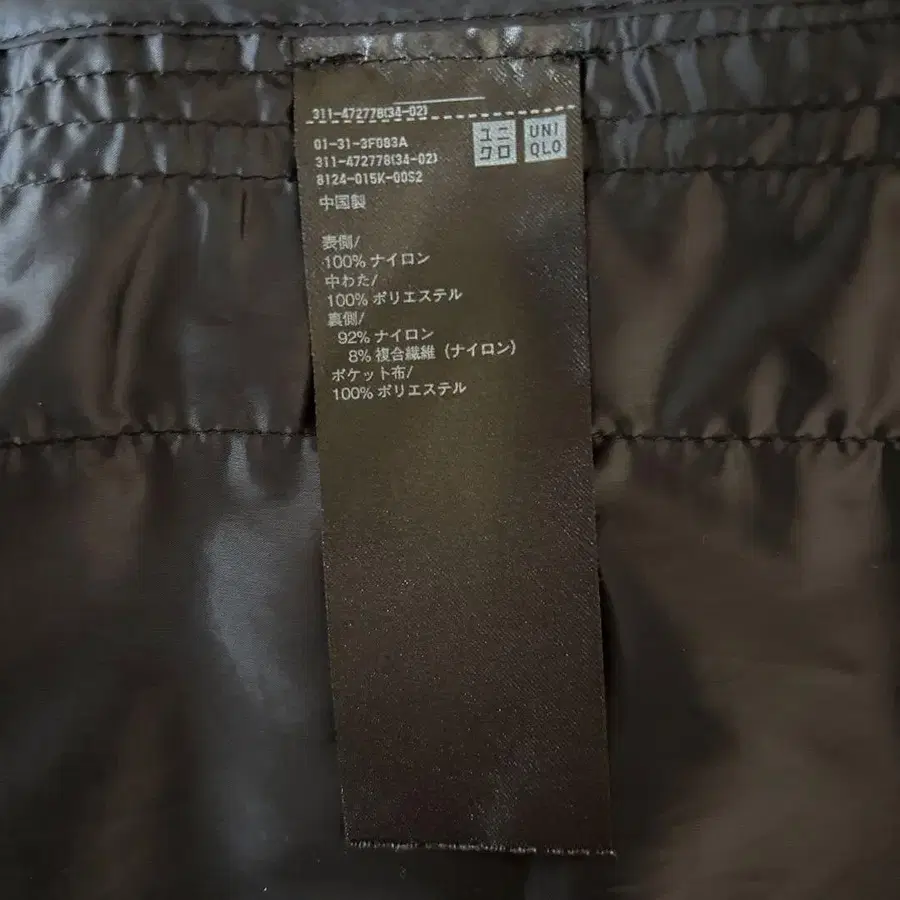 311-472778(34-02)
01-31-3F083A
311-472778(34-02)
8124-015K-00S2
ユニ
クロ
UNI
QLO
中国製
表側/
100% ナイロン
中わた/
100% ポリエステル
裏側/
92% ナイロン
8% 複合繊維 (ナイロン)
ポケット布/
100% ポリエステル